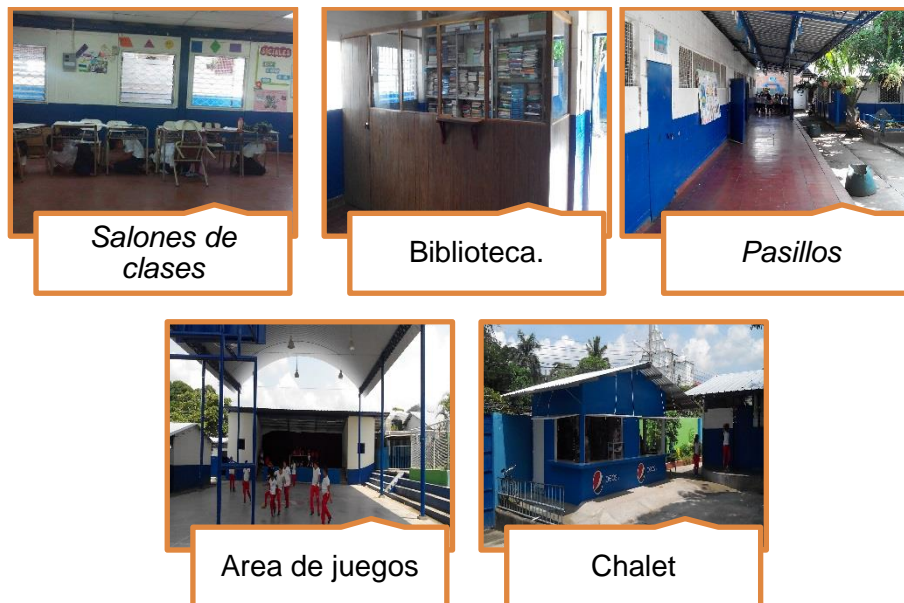 Salones de
clases
Biblioteca.
Pasillos
Area de juegos
Chalet